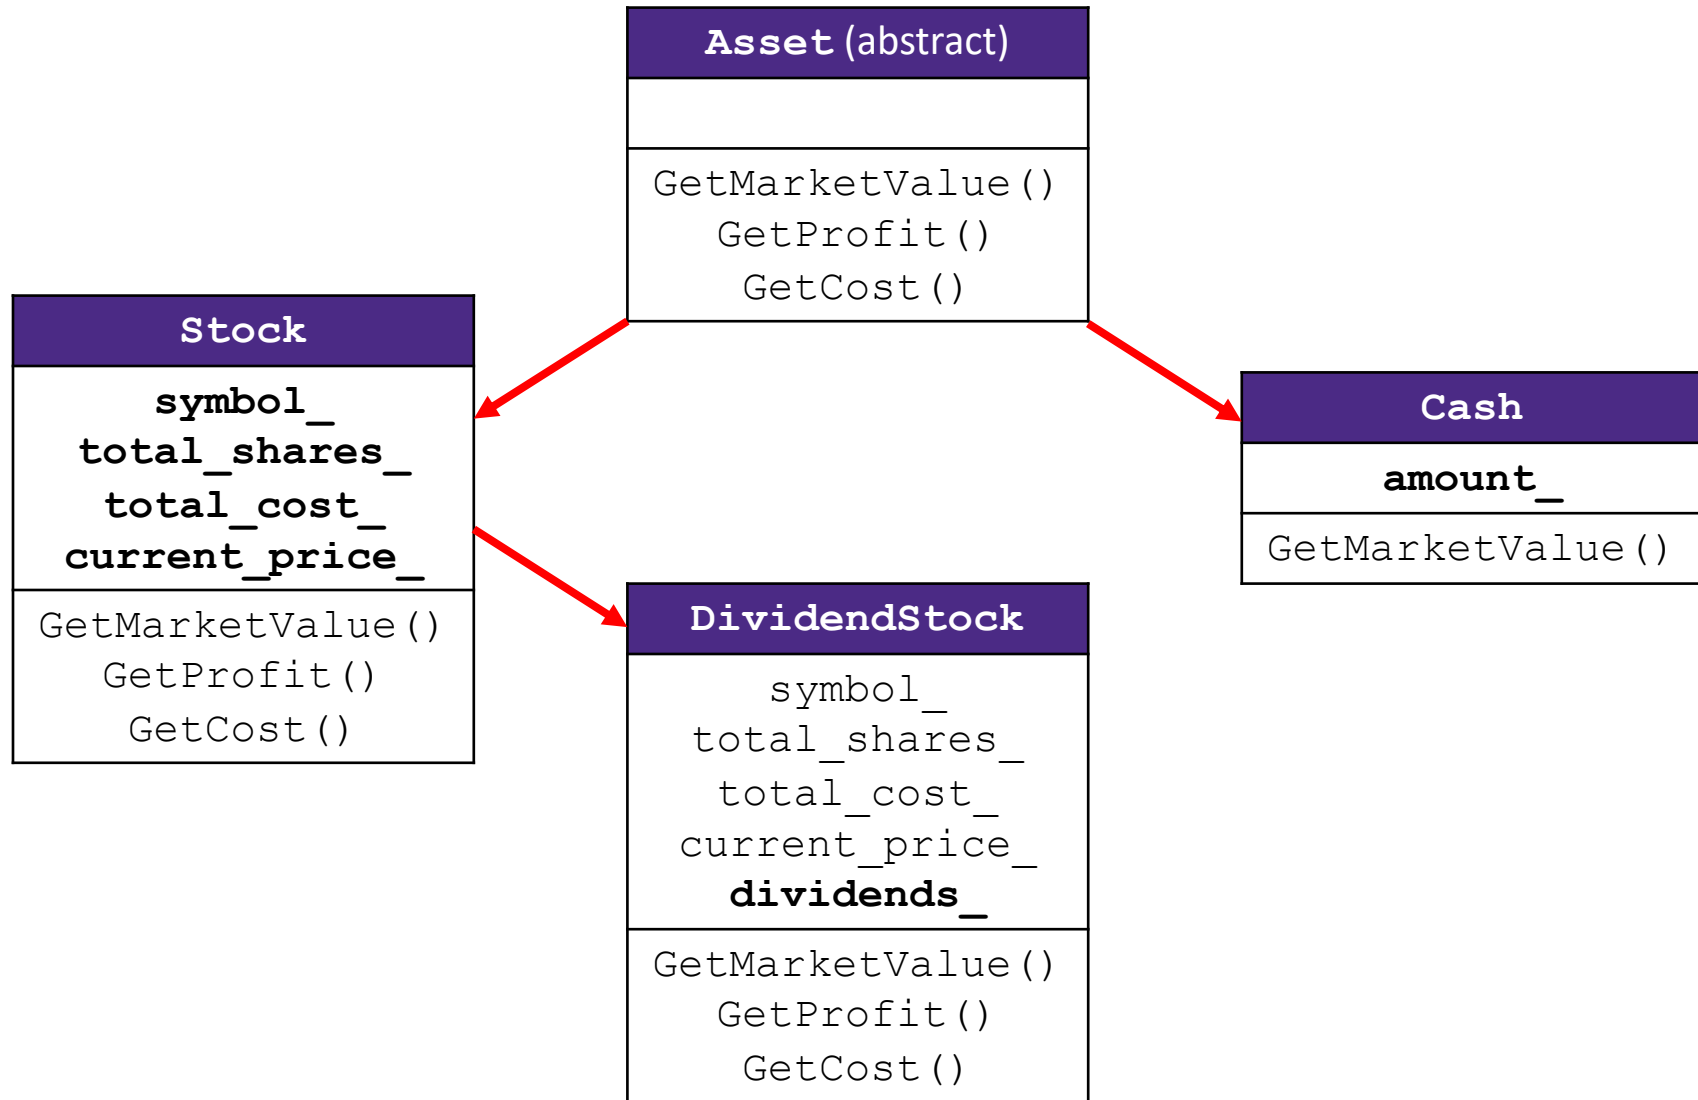 Asset (abstract)
GetMarketValue()
GetProfit()
GetCost()
Stock
symbol_
total_shares_
total_cost_
current_price_
GetMarketValue()
GetProfit()
GetCost()
Cash
amount_
GetMarketValue()
DividendStock
symbol_
total_shares_
total_cost_
current_price_
dividends_
GetMarketValue()
GetProfit()
GetCost()